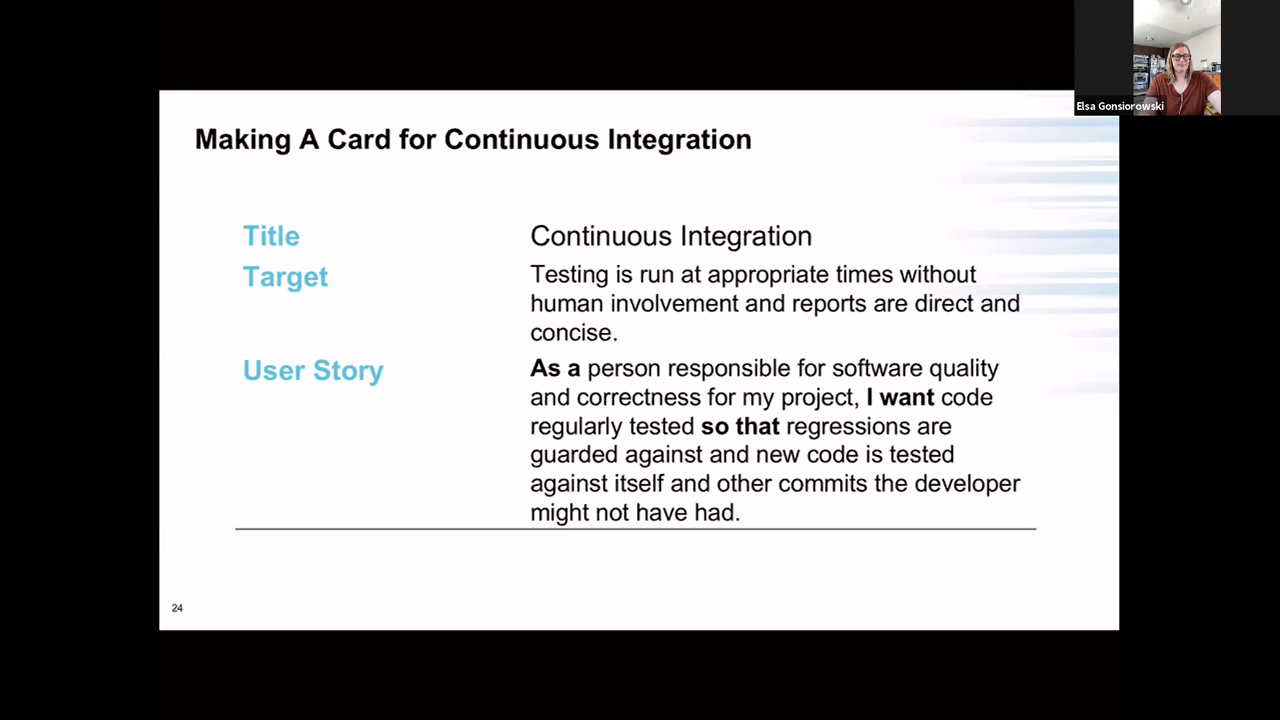 Elsa Gonsiorowski
Making A Card for Continuous Integration
Title
Continuous Integration
Target
Testing is run at appropriate times without
human involvement and reports are direct and
concise.
User Story
As a person responsible for software quality
and correctness for my project, I want code
regularly tested so that regressions are
guarded against and new code is tested
against itself and other commits the developer
might not have had.
24